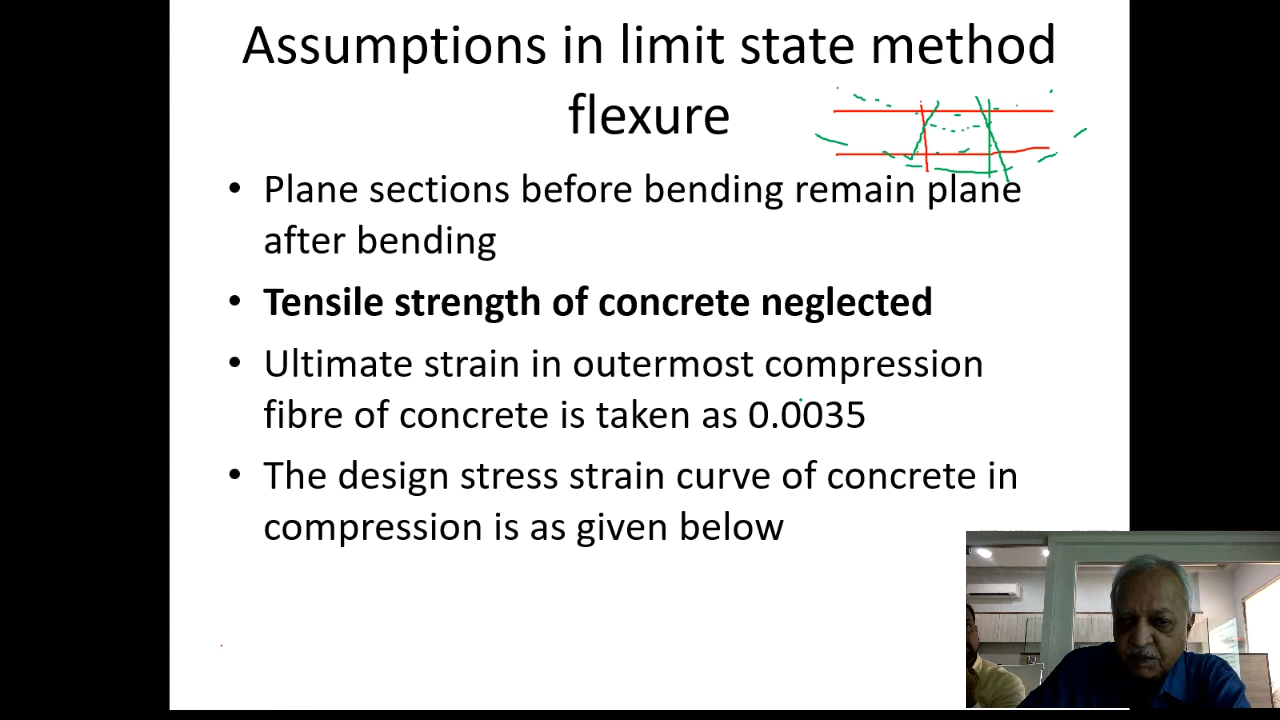 Assumptions in limit state method
flexure
• Plane sections before bending remain plane
after bending
• Tensile strength of concrete neglected
• Ultimate strain in outermost compression
fibre of concrete is taken as 0.0035
• The design stress strain curve of concrete in
compression is as given below